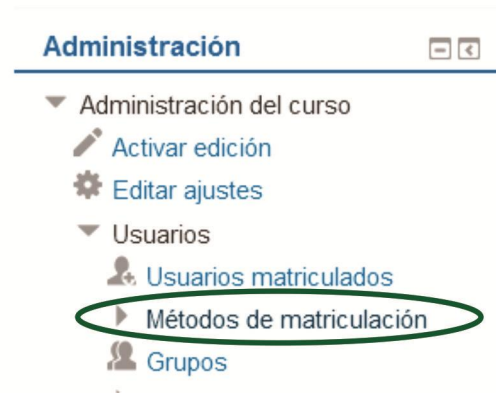 Administración
Administración del curso
Activar edición
Editar ajustes
Usuarios
Usuarios matriculados
Métodos de matriculación
Grupos